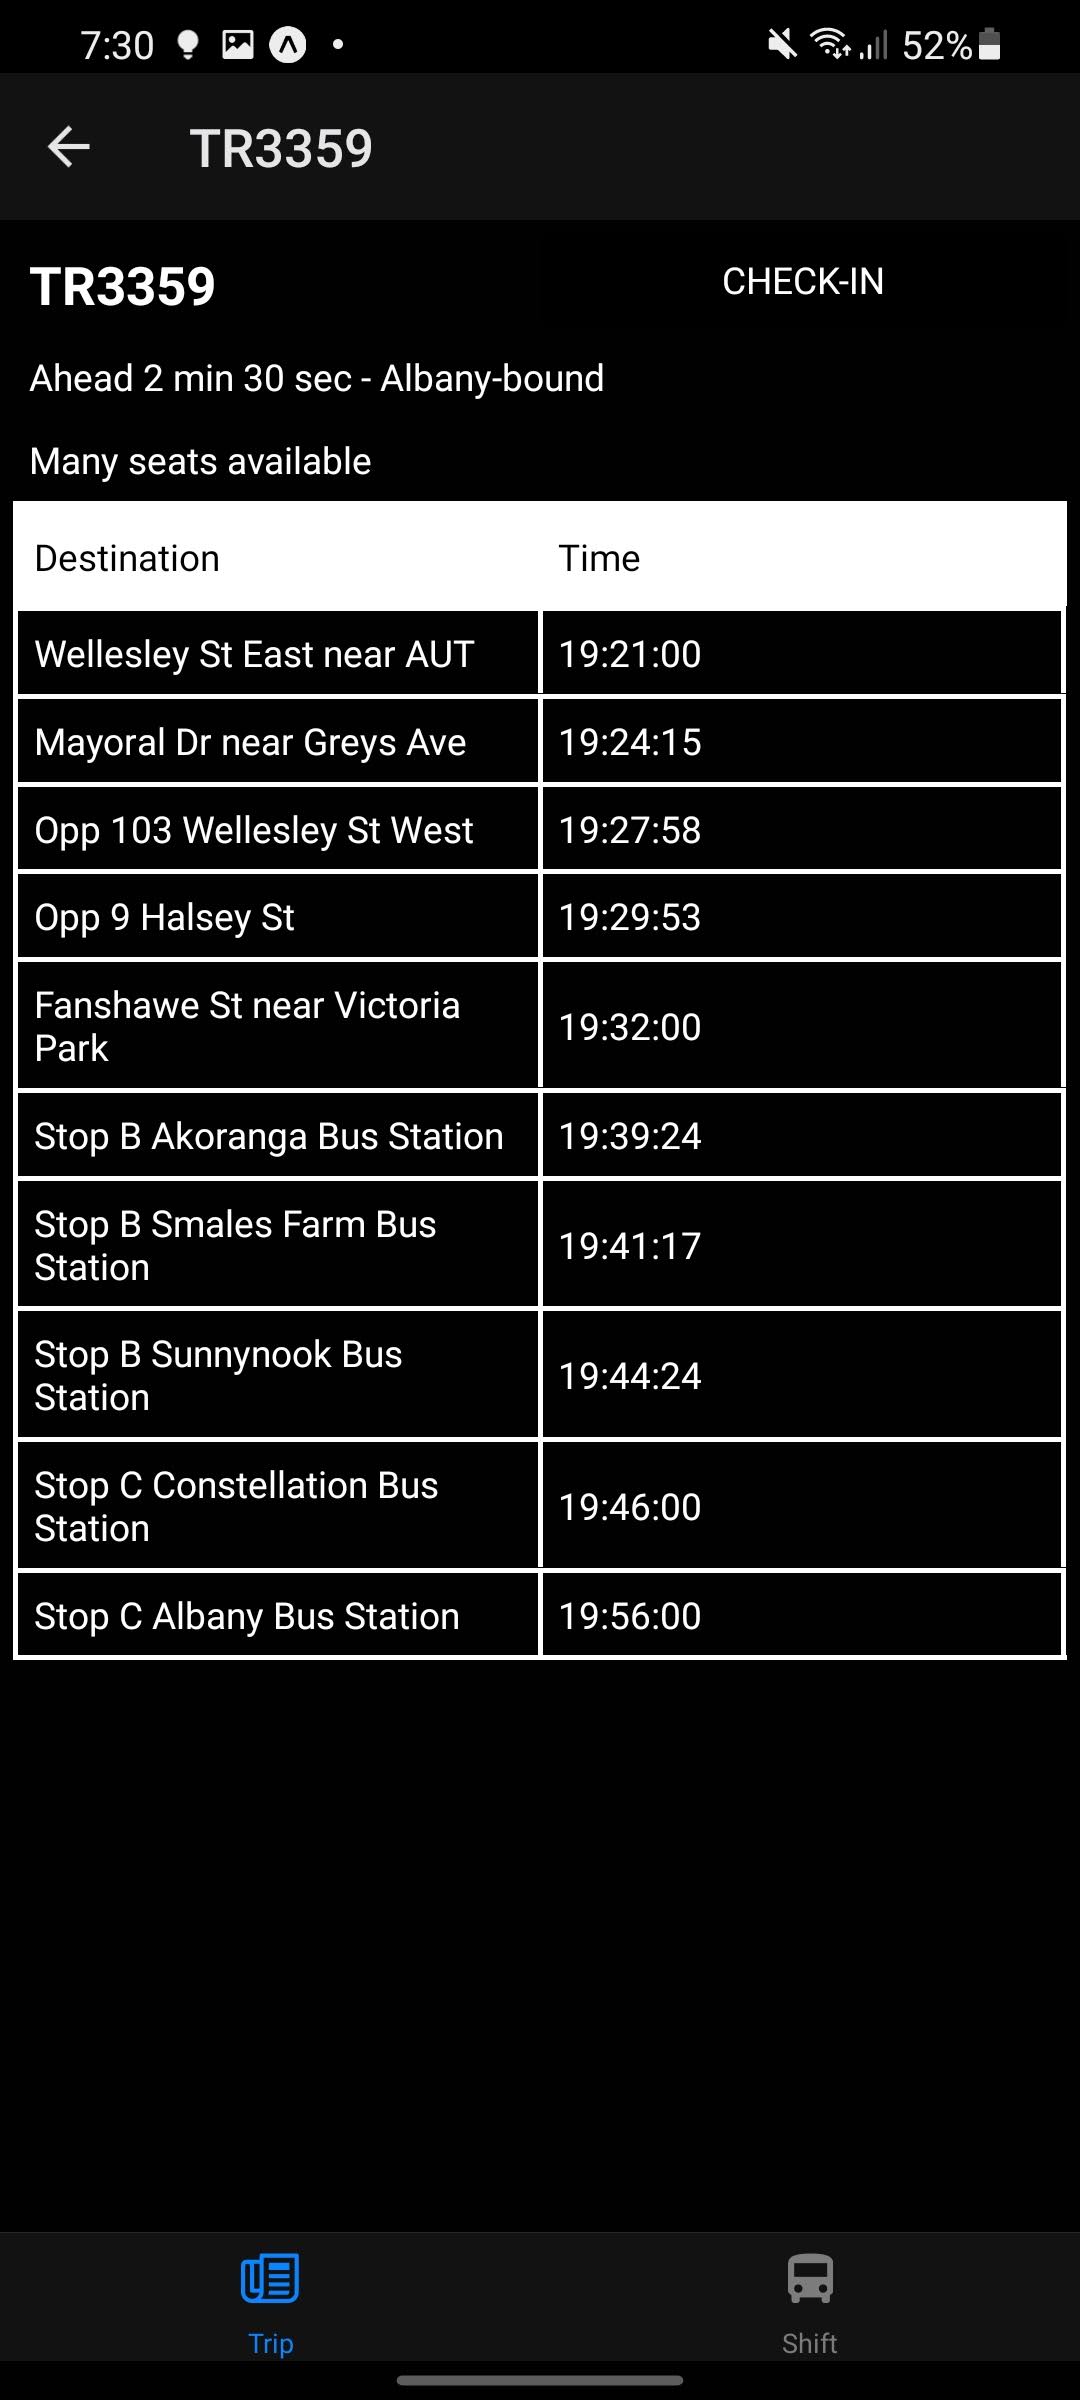 7:30 52%
TR3359
TR3359 CHECK-IN
Ahead 2 min 30 sec - Albany-bound
Many seats available
Destination Time
Wellesley St East near AUT 19:21:00
Mayoral Dr near Greys Ave 19:24:15
Opp 103 Wellesley St West 19:27:58
Opp 9 Halsey St 19:29:53
Fanshawe St near Victoria
Park 19:32:00
Stop B Akoranga Bus Station 19:39:24
Stop B Smales Farm Bus
Station 19:41:17
Stop B Sunnynook Bus
Station 19:44:24
Stop C Constellation Bus
Station 19:46:00
Stop C Albany Bus Station 19:56:00
Trip Shift